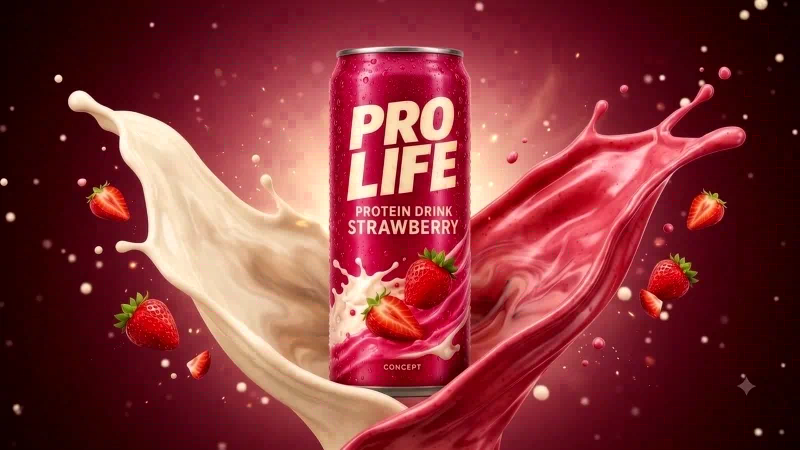 PRO
LIFE
PROTEIN DRINK
STRAWBERRY
CONCEPT